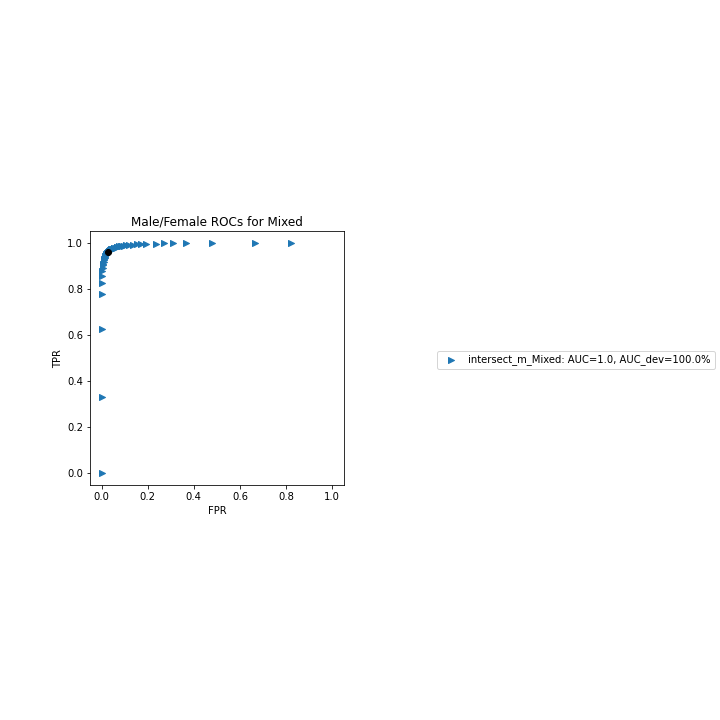 Male/Female ROCs for Mixed
1.0
0.8
0.6
0.4
0.2
0.0
TPR
0.0 0.2 0.4 0.6 0.8 1.0
FPR
intersect_m_Mixed: AUC=1.0, AUC_dev=100.0%